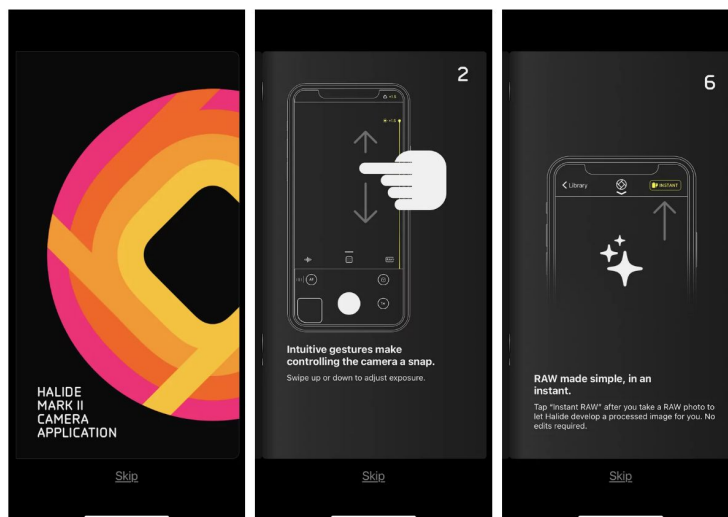 HALIDE
MARK II
CAMERA
APPLICATION
Skip
2
Intuitive gestures make
controlling the camera a snap.
Swipe up or down to adjust exposure.
Skip
6
Library
INSTANT
RAW made simple, in an
instant.
Tap "Instant RAW" after you take a RAW photo to
let Halide develop a processed image for you. No
edits required.
Skip